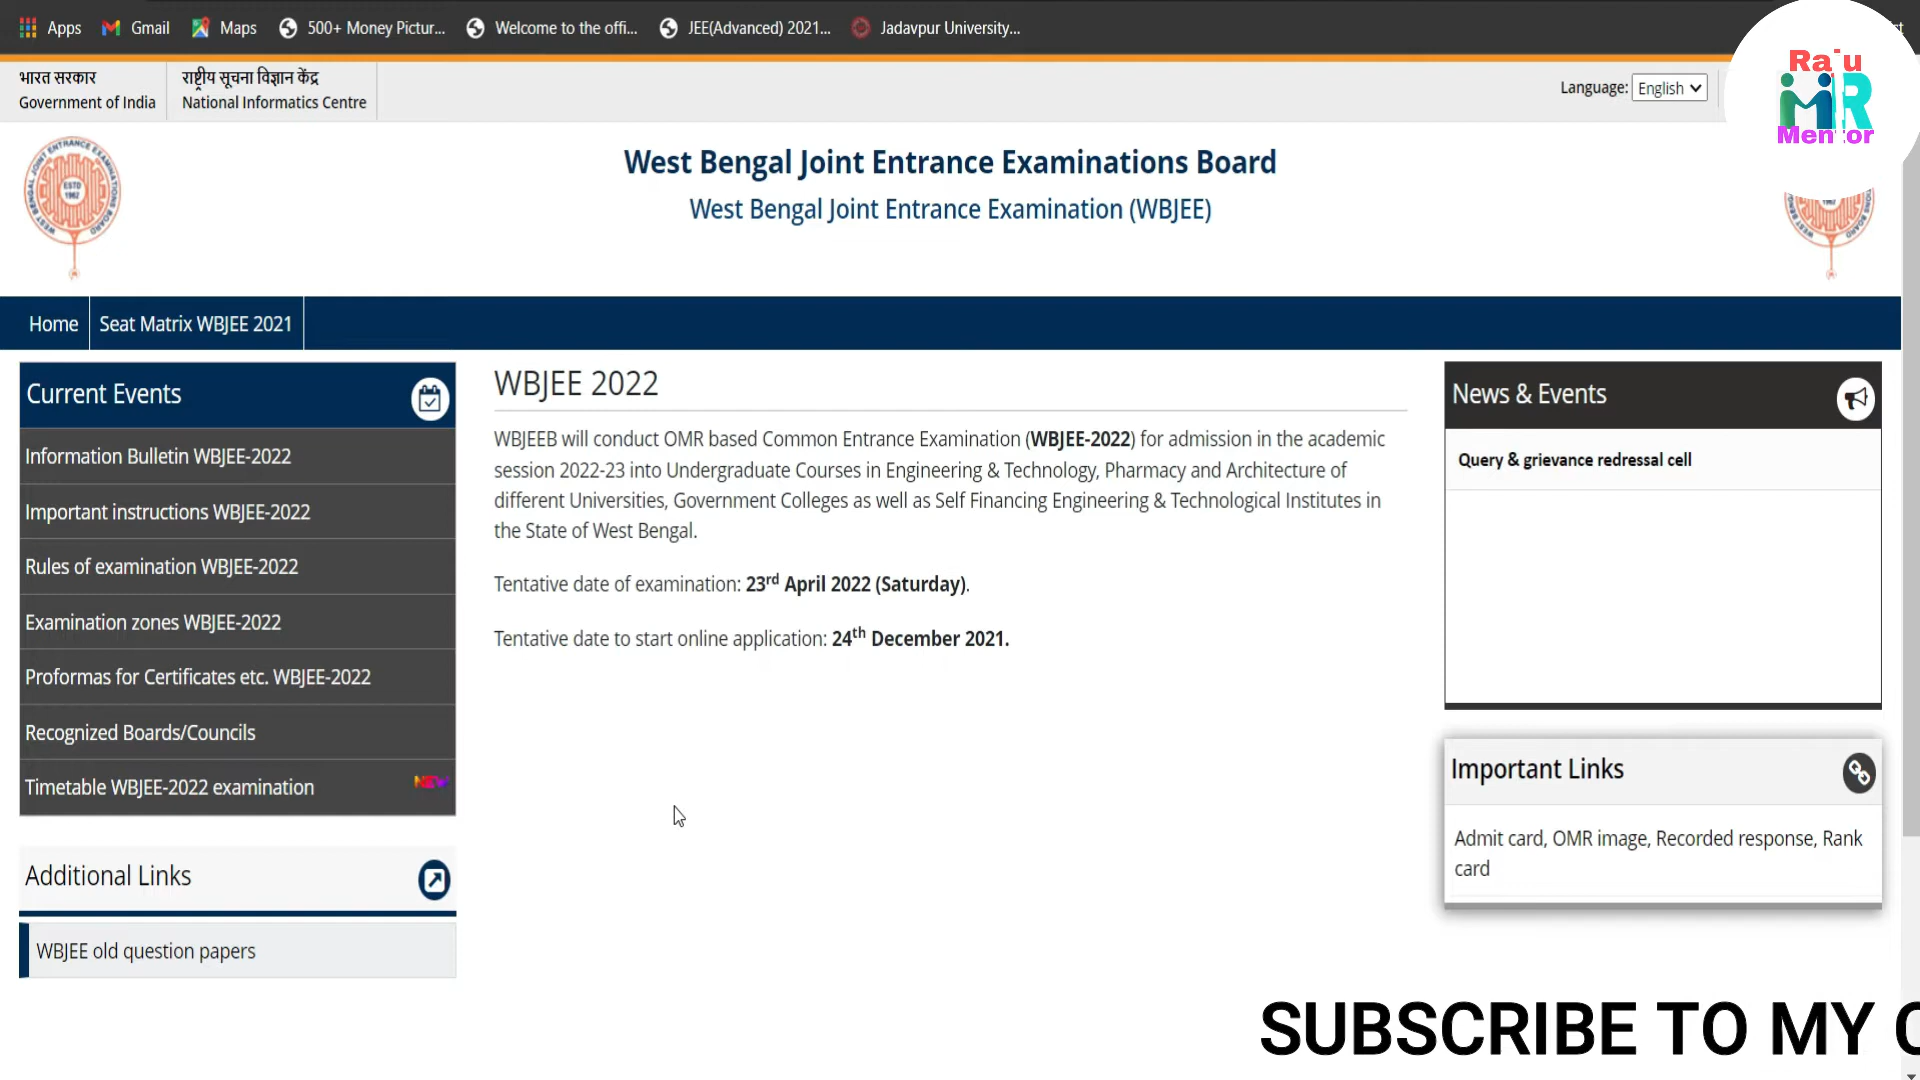 Apps Gmail Maps 500+ Money Pictur... Welcome to the offi... JEE(Advanced) 2021... Jadavpur University...
Raju
MR
Mentor
भारत सरकार
Government of India
राष्ट्रीय सूचना विज्ञान केंद्र
National Informatics Centre
Language: English
West Bengal Joint Entrance Examinations Board
West Bengal Joint Entrance Examination (WBJEE)
Home Seat Matrix WBJEE 2021
Current Events
Information Bulletin WBJEE-2022
Important instructions WBJEE-2022
Rules of examination WBJEE-2022
Examination zones WBJEE-2022
Proformas for Certificates etc. WBJEE-2022
Recognized Boards/Councils
Timetable WBJEE-2022 examination NEW
Additional Links
WBJEE old question papers
WBJEE 2022
WBJEEB will conduct OMR based Common Entrance Examination (WBJEE-2022) for admission in the academic
session 2022-23 into Undergraduate Courses in Engineering & Technology, Pharmacy and Architecture of
different Universities, Government Colleges as well as Self Financing Engineering & Technological Institutes in
the State of West Bengal.
Tentative date of examination: 23rd April 2022 (Saturday).
Tentative date to start online application: 24th December 2021.
News & Events
Query & grievance redressal cell
Important Links
Admit card, OMR image, Recorded response, Rank
card
SUBSCRIBE TO MY